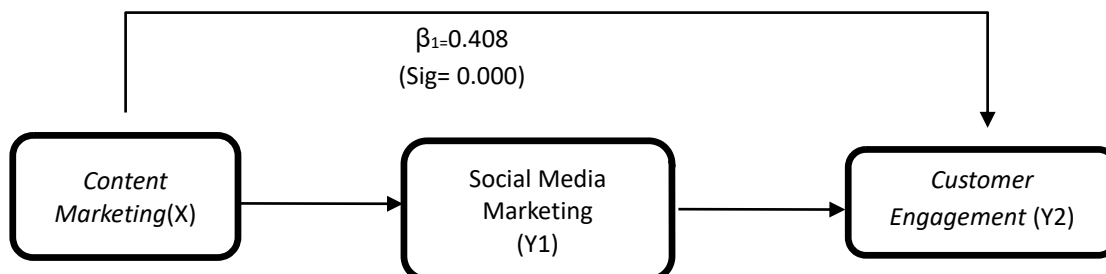 β₁₌0.408
(Sig= 0.000)
Content
Marketing(X)
Social Media
Marketing
(Y1)
Customer
Engagement (Y2)